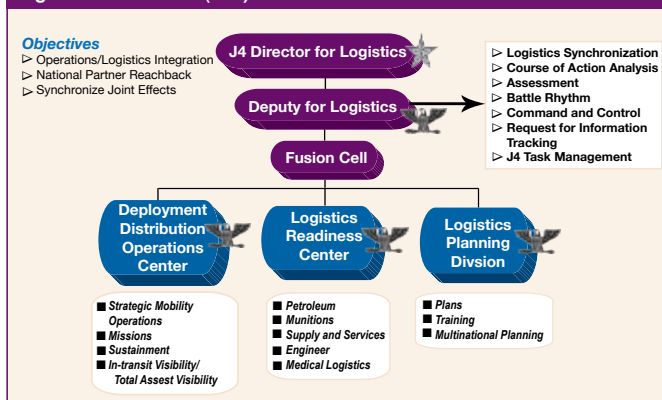 Objectives
▷ Operations/Logistics Integration
▷ National Partner Reachback
▷ Synchronize Joint Effects
J4 Director for Logistics
Deputy for Logistics
Fusion Cell
▷ Logistics Synchronization
▷ Course of Action Analysis
▷ Assessment
▷ Battle Rhythm
▷ Command and Control
▷ Request for Information
Tracking
▷ J4 Task Management
Deployment
Distribution
Operations
Center
■ Strategic Mobility
Operations
■ Missions
■ Sustainment
■ In-transit Visibility/
Total Assest Visibility
Logistics
Readiness
Center
■ Petroleum
■ Munitions
■ Supply and Services
■ Engineer
■ Medical Logistics
Logistics
Planning
Divsion
■ Plans
■ Training
■ Multinational Planning